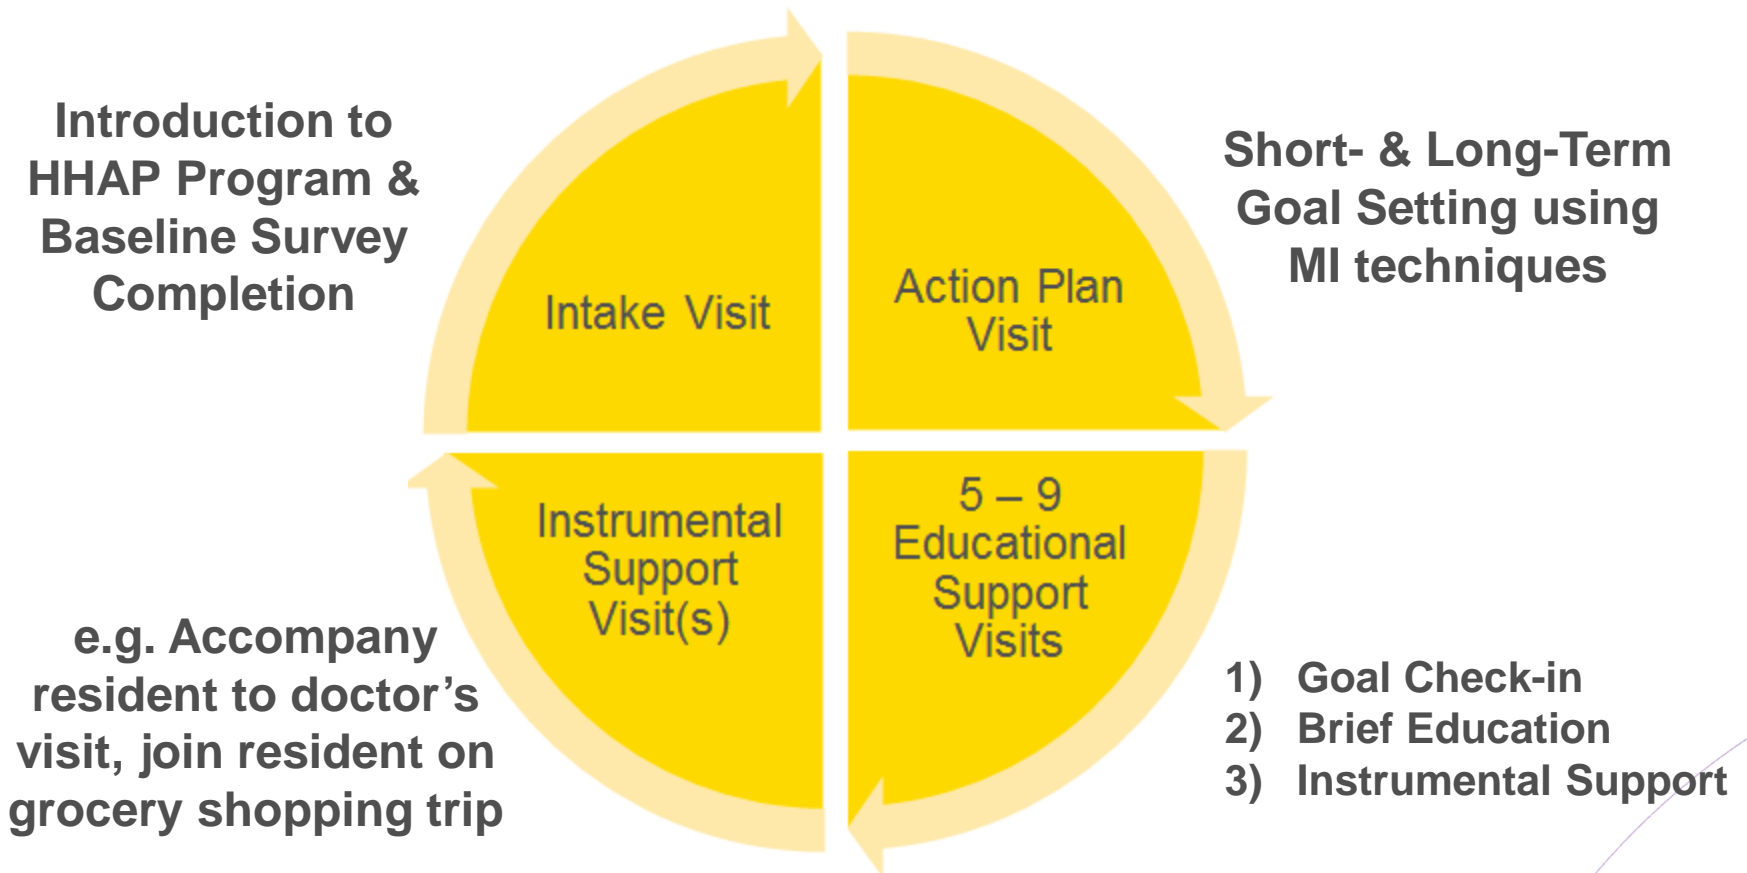 Introduction to
HHAP Program &
Baseline Survey
Completion
Intake Visit
Action Plan
Visit
Short- & Long-Term
Goal Setting using
MI techniques
Instrumental
Support
Visit(s)
5 – 9
Educational
Support
Visits
e.g. Accompany
resident to doctor’s
visit, join resident on
grocery shopping trip
1) Goal Check-in
2) Brief Education
3) Instrumental Support